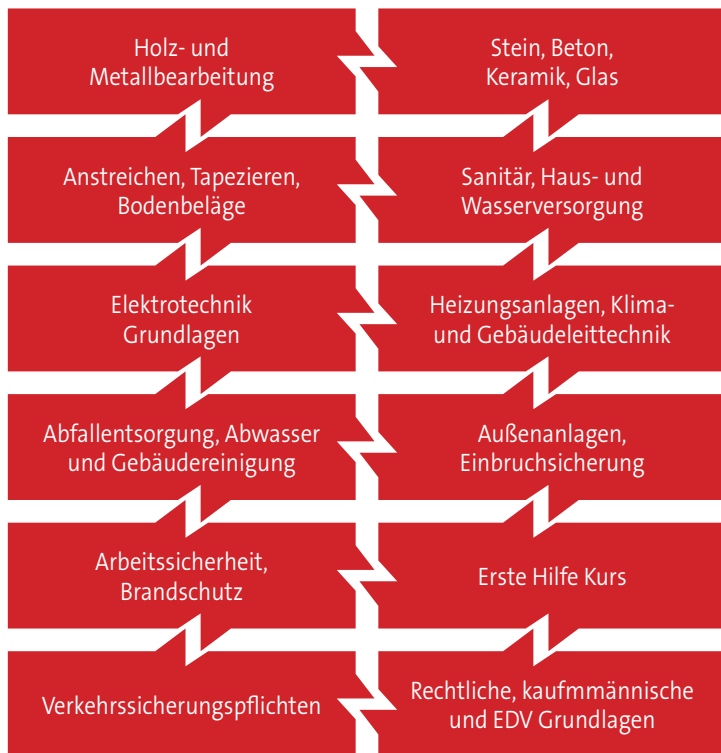 Holz- und
Metallbearbeitung
Stein, Beton,
Keramik, Glas
Anstreichen, Tapezieren,
Bodenbeläge
Sanitär, Haus- und
Wasserversorgung
Elektrotechnik
Grundlagen
Heizungsanlagen, Klima-
und Gebäudeleittechnik
Abfallentsorgung, Abwasser
und Gebäudereinigung
Außenanlagen,
Einbruchsicherung
Arbeitssicherheit,
Brandschutz
Erste Hilfe Kurs
Verkehrssicherungspflichten
Rechtliche, kaufmmännische
und EDV Grundlagen